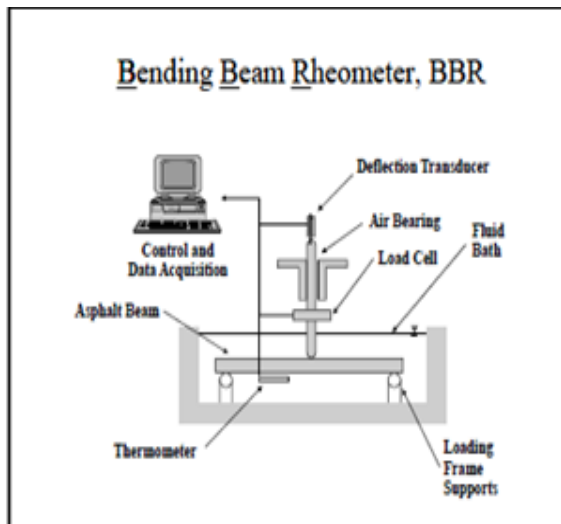 Bending Beam Rheometer, BBR
Deflection Transducer
Air Bearing
Fluid
Bath
Load Cell
Control and
Data Acquisition
Asphalt Beam
Thermometer
Loading
Frame
Supports